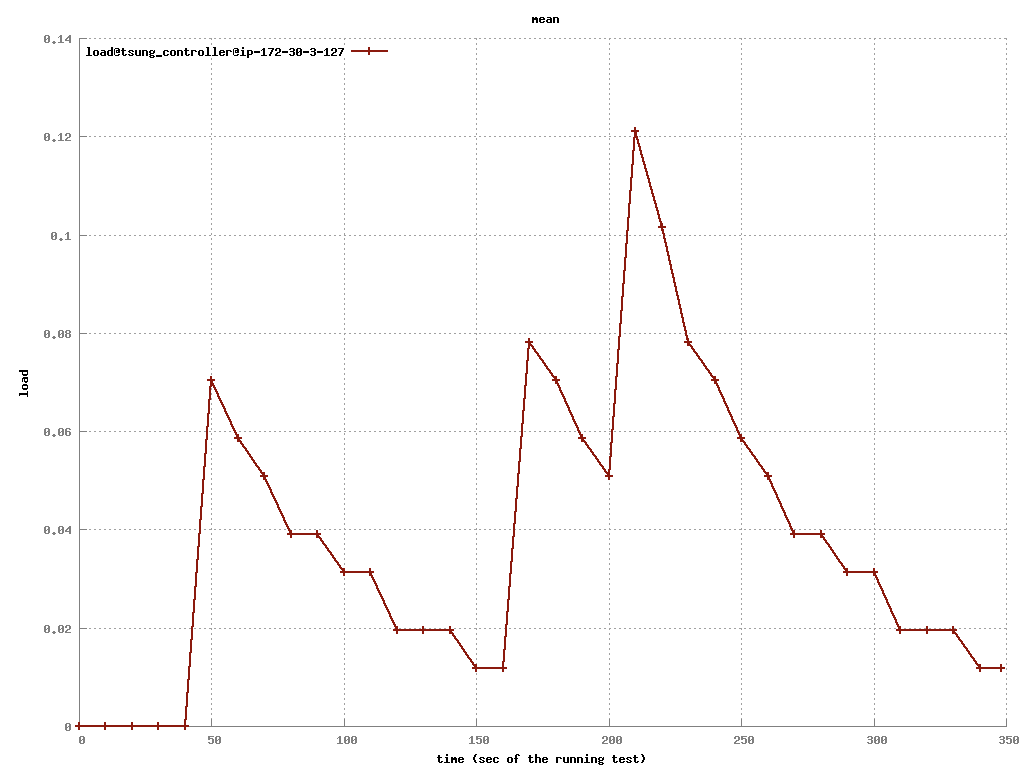 mean
0.14
load@tsung_controller@ip-172-30-3-127
0.12
0.1
0.08
load
0.06
0.04
0.02
0
0 50 100 150 200 250 300 350
time (sec of the running test)